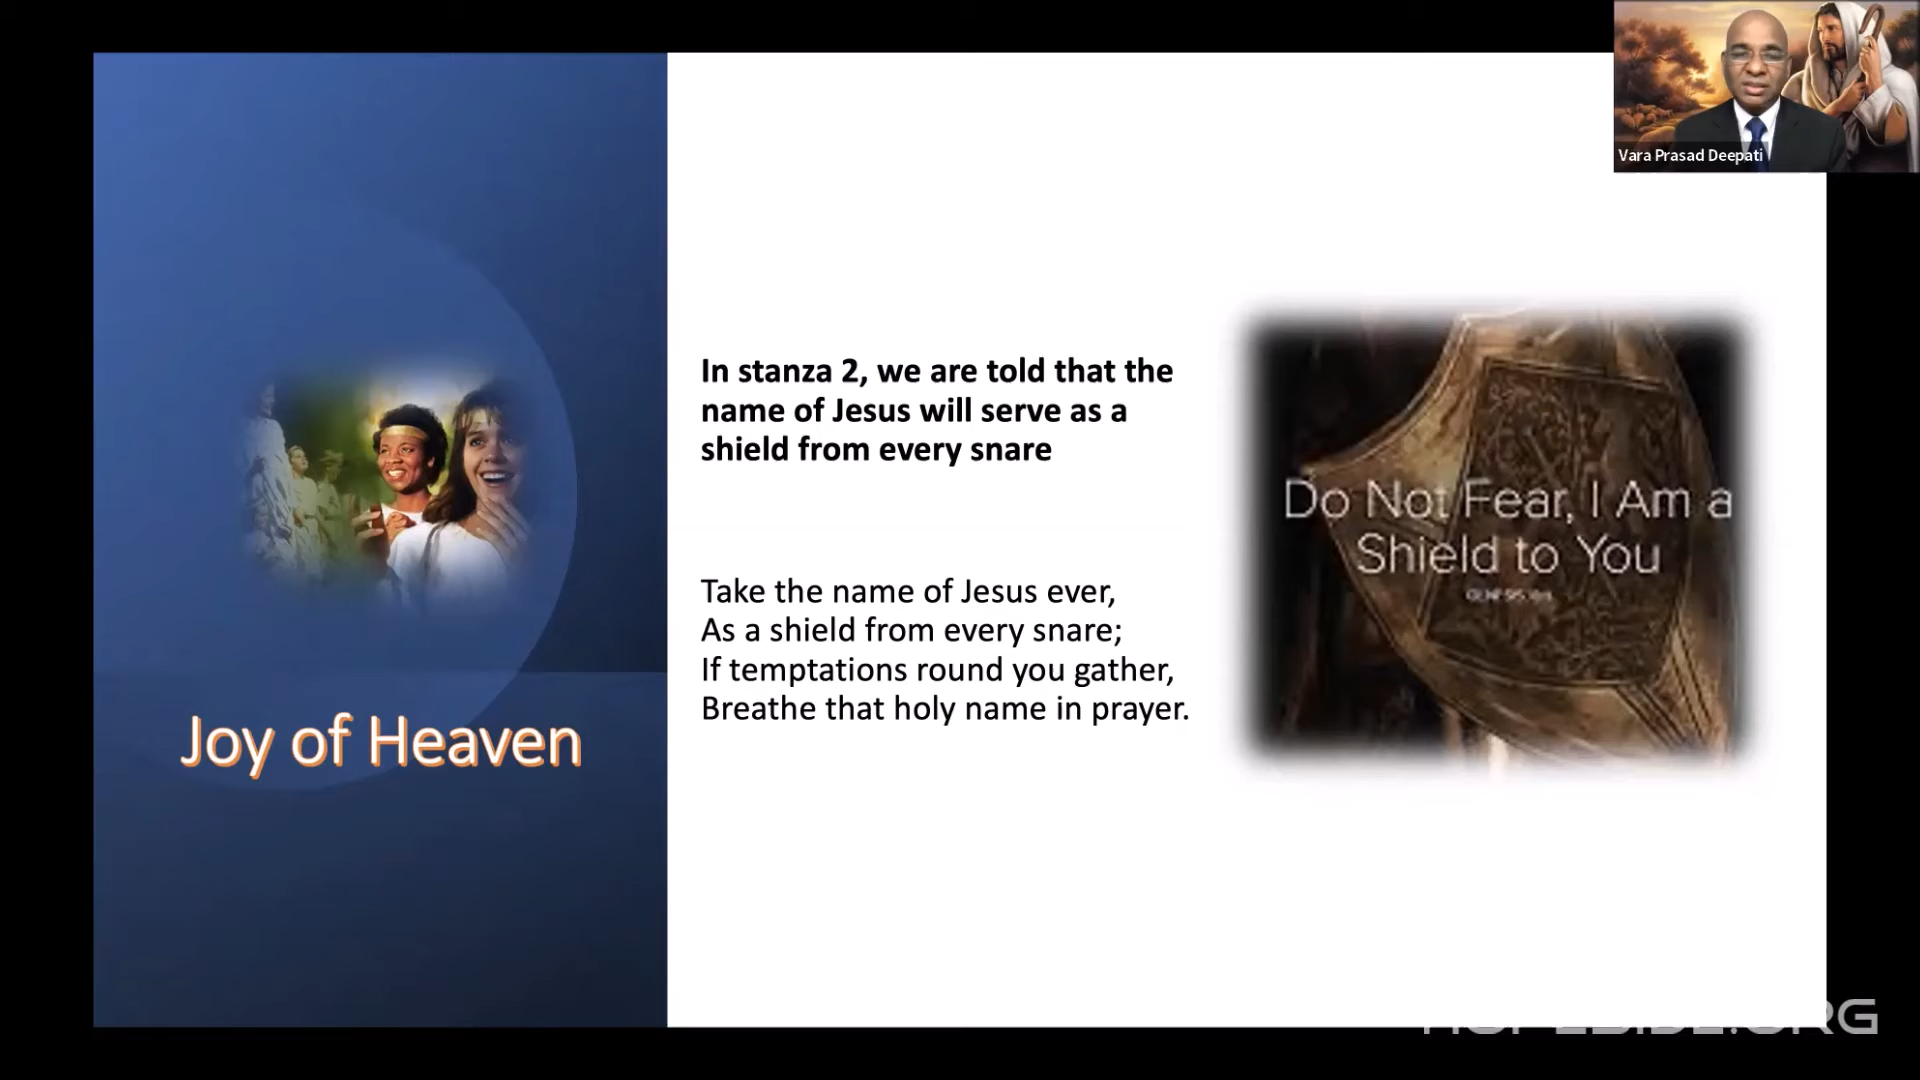 Vara Prasad Deepati
In stanza 2, we are told that the
name of Jesus will serve as a
shield from every snare
Do Not Fear, I Am a
Shield to You
GENESIS
Take the name of Jesus ever,
As a shield from every snare;
If temptations round you gather,
Breathe that holy name in prayer.
Joy of Heaven